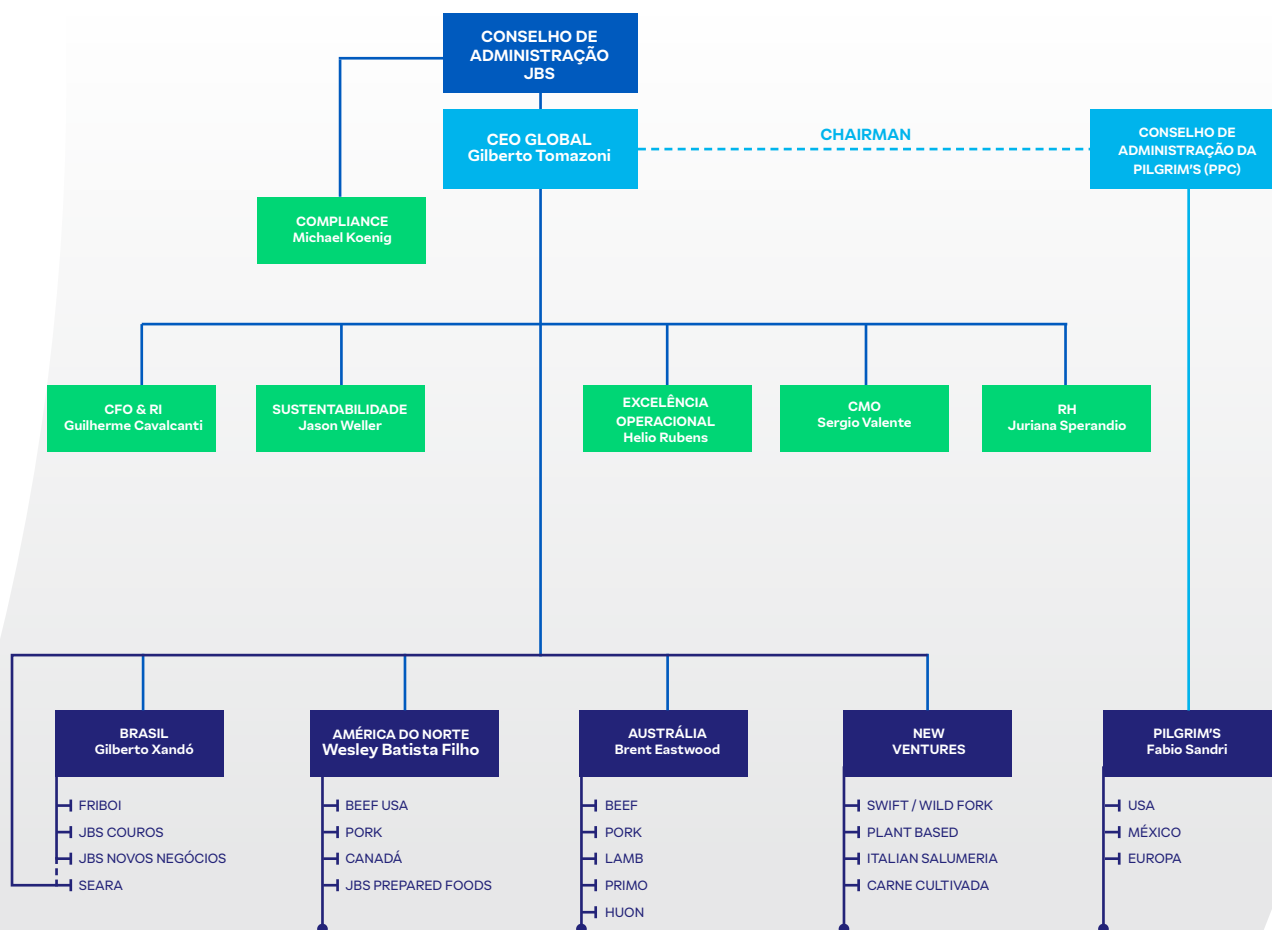 CONSELHO DE
ADMINISTRAÇÃO
JBS
CEO GLOBAL
Gilberto Tomazoni
CHAIRMAN
CONSELHO DE
ADMINISTRAÇÃO DA
PILGRIM'S (PPC)
COMPLIANCE
Michael Koenig
CFO & RI
Guilherme Cavalcanti
SUSTENTABILIDADE
Jason Weller
EXCELÊNCIA
OPERACIONAL
Helio Rubens
CMO
Sergio Valente
RH
Juriana Sperandio
BRASIL
Gilberto Xandó
FRIBOI
JBS COUROS
JBS NOVOS NEGÓCIOS
SEARA
AMÉRICA DO NORTE
Wesley Batista Filho
BEEF USA
PORK
CANADÁ
JBS PREPARED FOODS
AUSTRÁLIA
Brent Eastwood
BEEF
PORK
LAMB
PRIMO
HUON
NEW
VENTURES
SWIFT / WILD FORK
PLANT BASED
ITALIAN SALUMERIA
CARNE CULTIVADA
PILGRIM'S
Fabio Sandri
USA
MÉXICO
EUROPA